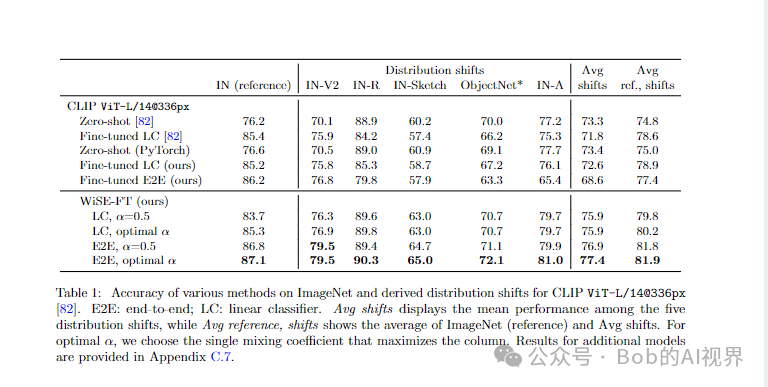 Distribution shifts Avg Avg
IN (reference) IN-V2 IN-R IN-Sketch ObjectNet* IN-A shifts ref., shifts
CLIP ViT-L/14@336px
Zero-shot [82] 76.2 70.1 88.9 60.2 70.0 77.2 73.3 74.8
Fine-tuned LC [82] 85.4 75.9 84.2 57.4 66.2 75.3 71.8 78.6
Zero-shot (PyTorch) 76.6 70.5 89.0 60.9 69.1 77.7 73.4 75.0
Fine-tuned LC (ours) 85.2 75.8 85.3 58.7 67.2 76.1 72.6 78.9
Fine-tuned E2E (ours) 86.2 76.8 79.8 57.9 63.3 65.4 68.6 77.4
WiSE-FT (ours)
LC, α=0.5 83.7 76.3 89.6 63.0 70.7 79.7 75.9 79.8
LC, optimal α 85.3 76.9 89.8 63.0 70.7 79.7 75.9 80.2
E2E, α=0.5 86.8 79.5 89.4 64.7 71.1 79.9 76.9 81.8
E2E, optimal α 87.1 79.5 90.3 65.0 72.1 81.0 77.4 81.9
Table 1: Accuracy of various methods on ImageNet and derived distribution shifts for CLIP ViT-L/14@336px
[82]. E2E: end-to-end; LC: linear classifier. Avg shifts displays the mean performance among the five
distribution shifts, while Avg reference, shifts shows the average of ImageNet (reference) and Avg shifts. For
optimal α, we choose the single mixing coefficient that maximizes the column. Results for additional models
are provided in Appendix C.7.
公众号 · Bob的AI视界